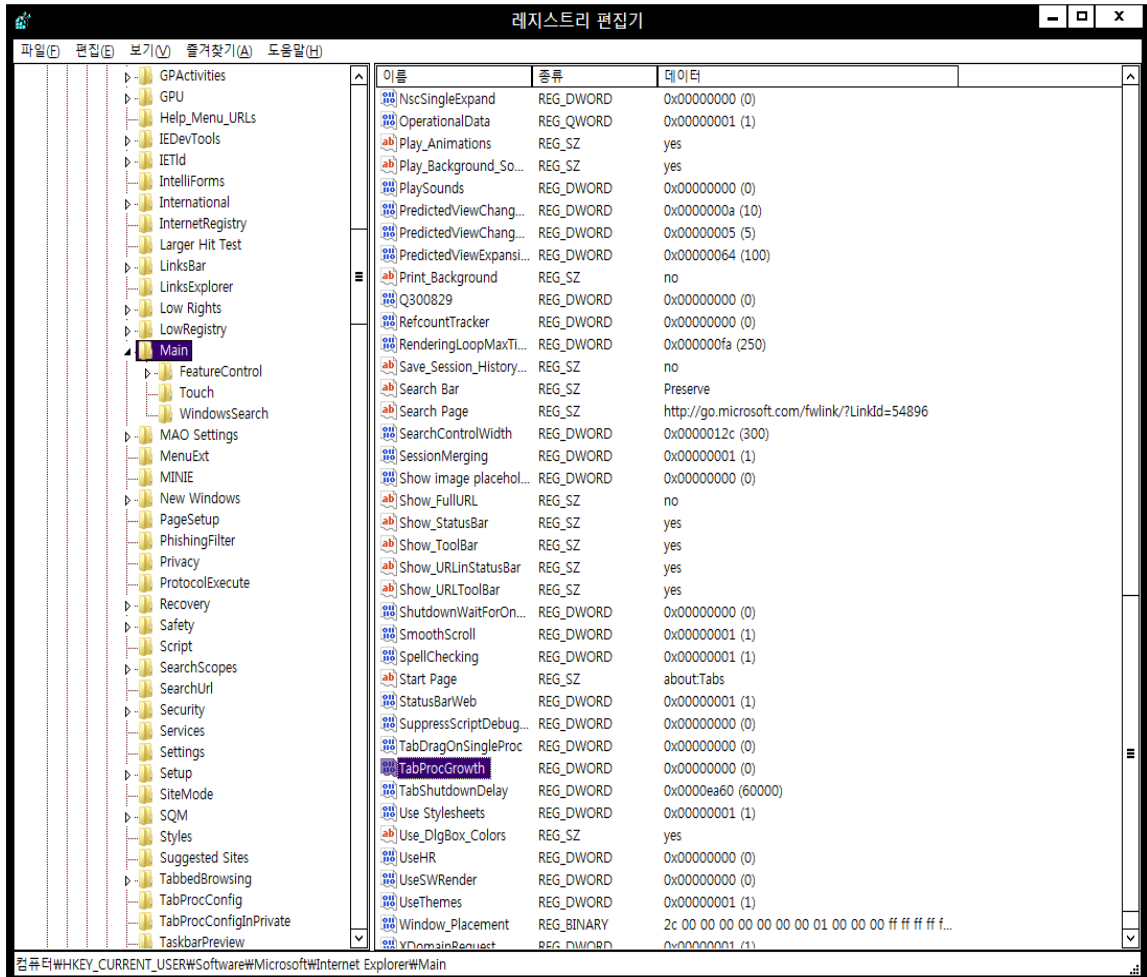 레지스트리 편집기
파일(F) 편집(E) 보기(V) 즐겨찾기(A) 도움말(H)
GPActivities
GPU
Help_Menu_URLs
IEDevTools
IETld
IntelliForms
International
InternetRegistry
Larger Hit Test
LinksBar
LinksExplorer
Low Rights
LowRegistry
Main
FeatureControl
Touch
WindowsSearch
MAO Settings
MenuExt
MINIE
New Windows
PageSetup
PhishingFilter
Privacy
ProtocolExecute
Recovery
Safety
Script
SearchScopes
SearchUrl
Security
Services
Settings
Setup
SiteMode
SQM
Styles
Suggested Sites
TabbedBrowsing
TabProcConfig
TabProcConfigInPrivate
TaskbarPreview
이름 종류 데이터
NscSingleExpand REG_DWORD 0x00000000 (0)
OperationalData REG_QWORD 0x00000001 (1)
Play_Animations REG_SZ yes
Play_Background_So... REG_SZ yes
PlaySounds REG_DWORD 0x00000000 (0)
PredictedViewChang... REG_DWORD 0x0000000a (10)
PredictedViewChang... REG_DWORD 0x00000005 (5)
PredictedViewExpansi... REG_DWORD 0x00000064 (100)
Print_Background REG_SZ no
Q300829 REG_DWORD 0x00000000 (0)
RefcountTracker REG_DWORD 0x00000000 (0)
RenderingLoopMaxTi... REG_DWORD 0x000000fa (250)
Save_Session_History... REG_SZ no
Search Bar REG_SZ Preserve
Search Page REG_SZ http://go.microsoft.com/fwlink/?LinkId=54896
SearchControlWidth REG_DWORD 0x0000012c (300)
SessionMerging REG_DWORD 0x00000001 (1)
Show image placehol... REG_DWORD 0x00000000 (0)
Show_FullURL REG_SZ no
Show_StatusBar REG_SZ yes
Show_ToolBar REG_SZ yes
Show_URLinStatusBar REG_SZ yes
Show_URLToolBar REG_SZ yes
ShutdownWaitForOn... REG_DWORD 0x00000000 (0)
SmoothScroll REG_DWORD 0x00000001 (1)
SpellChecking REG_DWORD 0x00000001 (1)
Start Page REG_SZ about:Tabs
StatusBarWeb REG_DWORD 0x00000001 (1)
SuppressScriptDebug... REG_DWORD 0x00000000 (0)
TabDragOnSingleProc REG_DWORD 0x00000000 (0)
TabProcGrowth REG_DWORD 0x00000000 (0)
TabShutdownDelay REG_DWORD 0x0000ea60 (60000)
Use Stylesheets REG_DWORD 0x00000001 (1)
Use_DlgBox_Colors REG_SZ yes
UseHR REG_DWORD 0x00000000 (0)
UseSWRender REG_DWORD 0x00000000 (0)
UseThemes REG_DWORD 0x00000001 (1)
Window_Placement REG_BINARY 2c 00 00 00 00 00 00 00 01 00 00 00 ff ff ff ff f...
XDomainRequest REG_DWORD 0x00000001 (1)
컴퓨터₩HKEY_CURRENT_USER₩Software₩Microsoft₩Internet Explorer₩Main